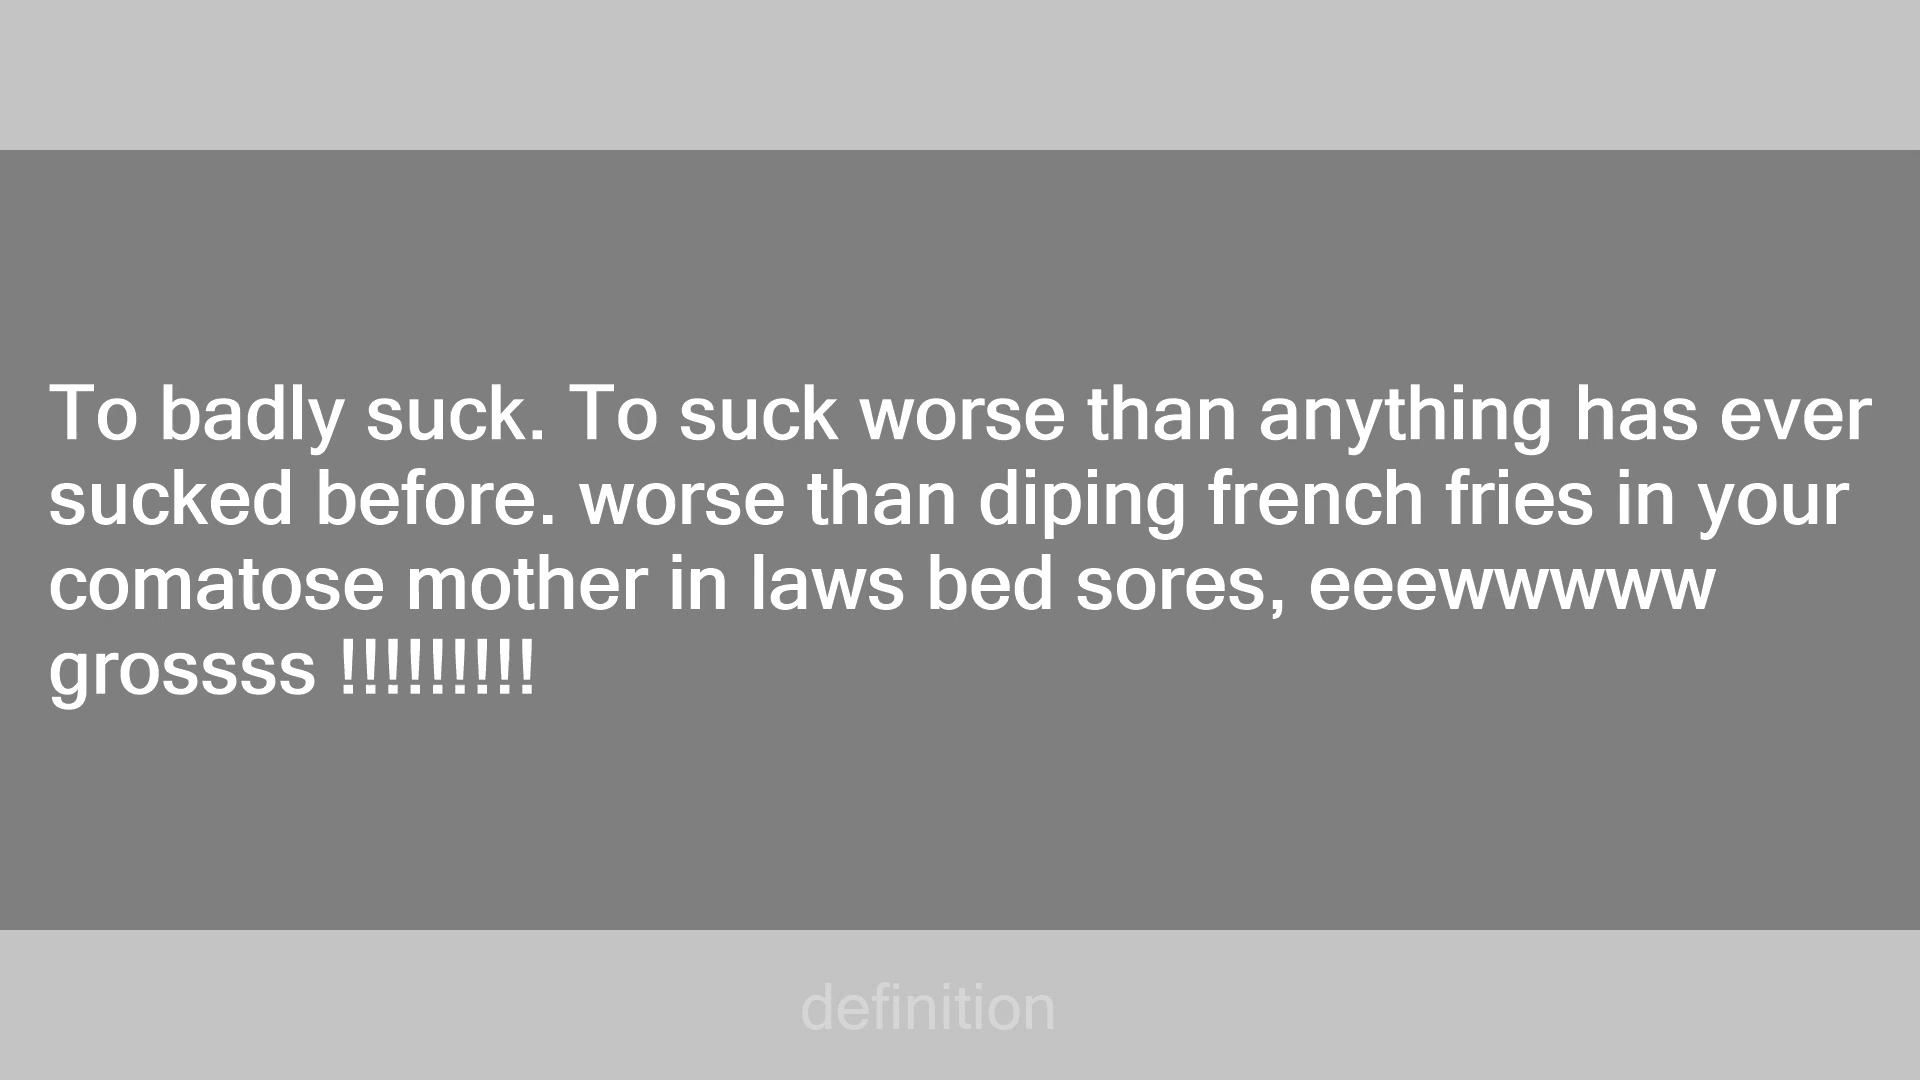 To badly suck. To suck worse than anything has ever
sucked before. worse than diping french fries in your
comatose mother in laws bed sores, eeewwwww
grossss !!!!!!!!!
definition